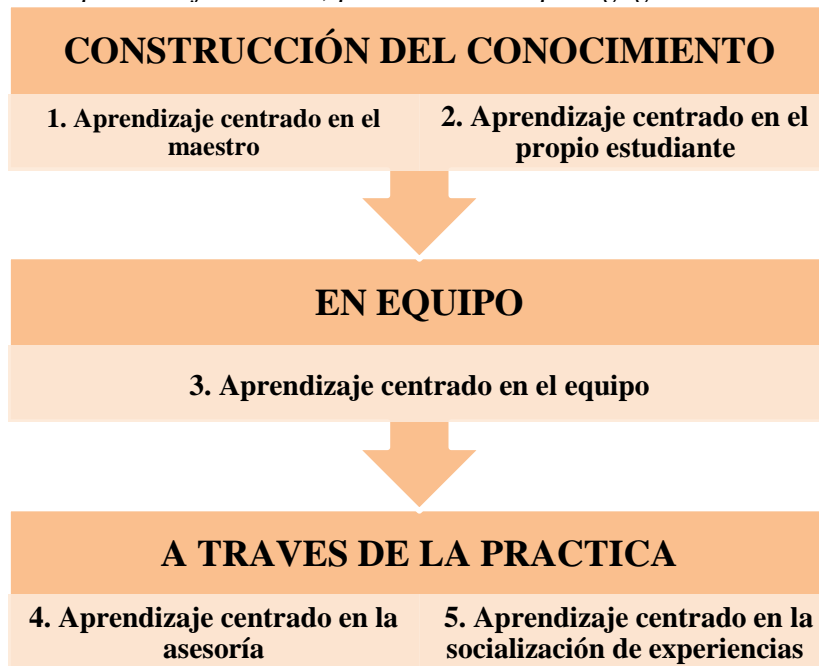 CONSTRUCCIÓN DEL CONOCIMIENTO
1. Aprendizaje centrado en el
maestro
2. Aprendizaje centrado en el
propio estudiante
EN EQUIPO
3. Aprendizaje centrado en el equipo
A TRAVES DE LA PRACTICA
4. Aprendizaje centrado en la
asesoría
5. Aprendizaje centrado en la
socialización de experiencias